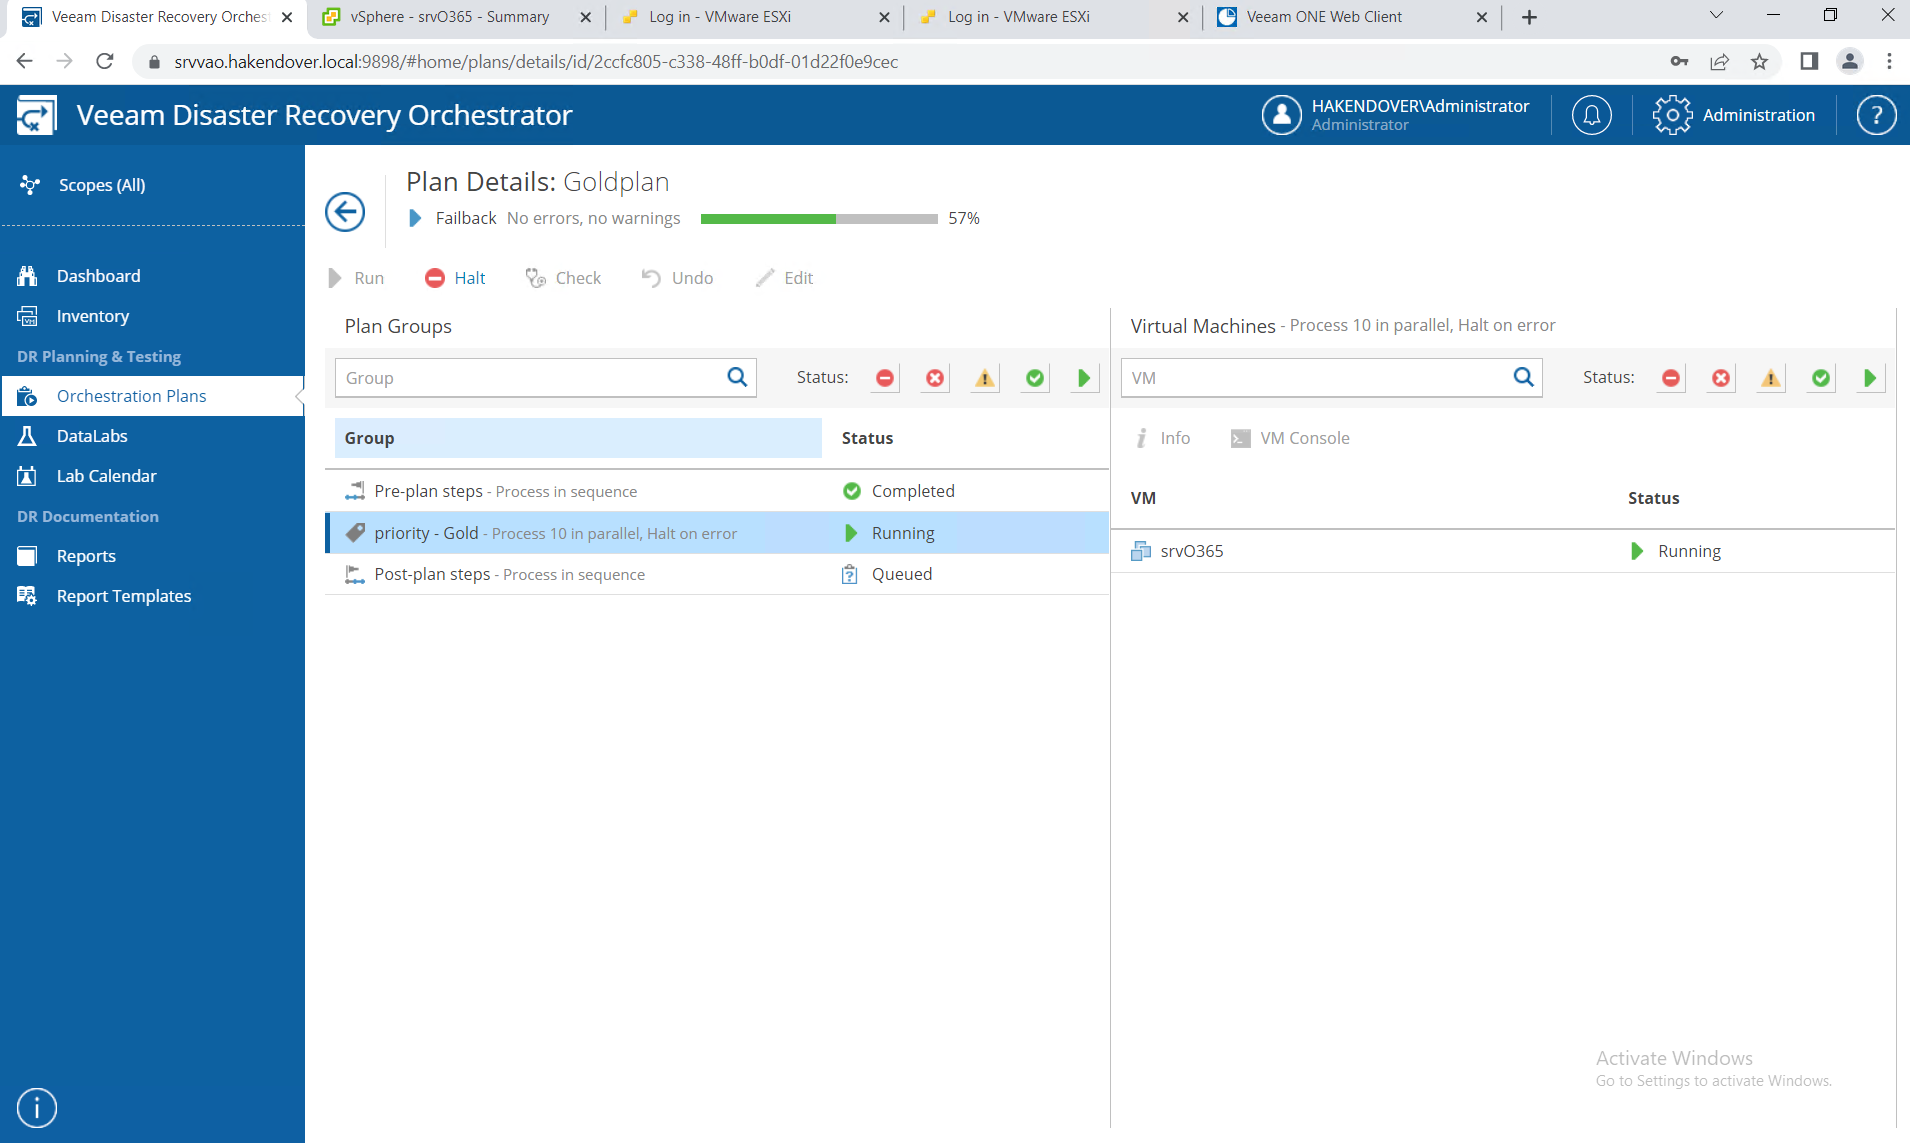 Veeam Disaster Recovery Orches
vSphere - srvO365 - Summary
Log in - VMware ESXi
Log in - VMware ESXi
Veeam ONE Web Client
srvvao.hakendover.local:9898/#home/plans/details/id/2ccfc805-c338-48ff-b0df-01d22f0e9cec
Veeam Disaster Recovery Orchestrator
HAKENDOVER\Administrator
Administrator
Administration
?
Scopes (All)
Dashboard
Inventory
DR Planning & Testing
Orchestration Plans
DataLabs
Lab Calendar
DR Documentation
Reports
Report Templates
Plan Details: Goldplan
Failback No errors, no warnings 57%
Run Halt Check Undo Edit
Plan Groups
Group Status:
Group Status
Pre-plan steps - Process in sequence Completed
priority - Gold - Process 10 in parallel, Halt on error Running
Post-plan steps - Process in sequence Queued
Virtual Machines - Process 10 in parallel, Halt on error
VM Status:
Info VM Console
VM Status
srvO365 Running
Activate Windows
Go to Settings to activate Windows.